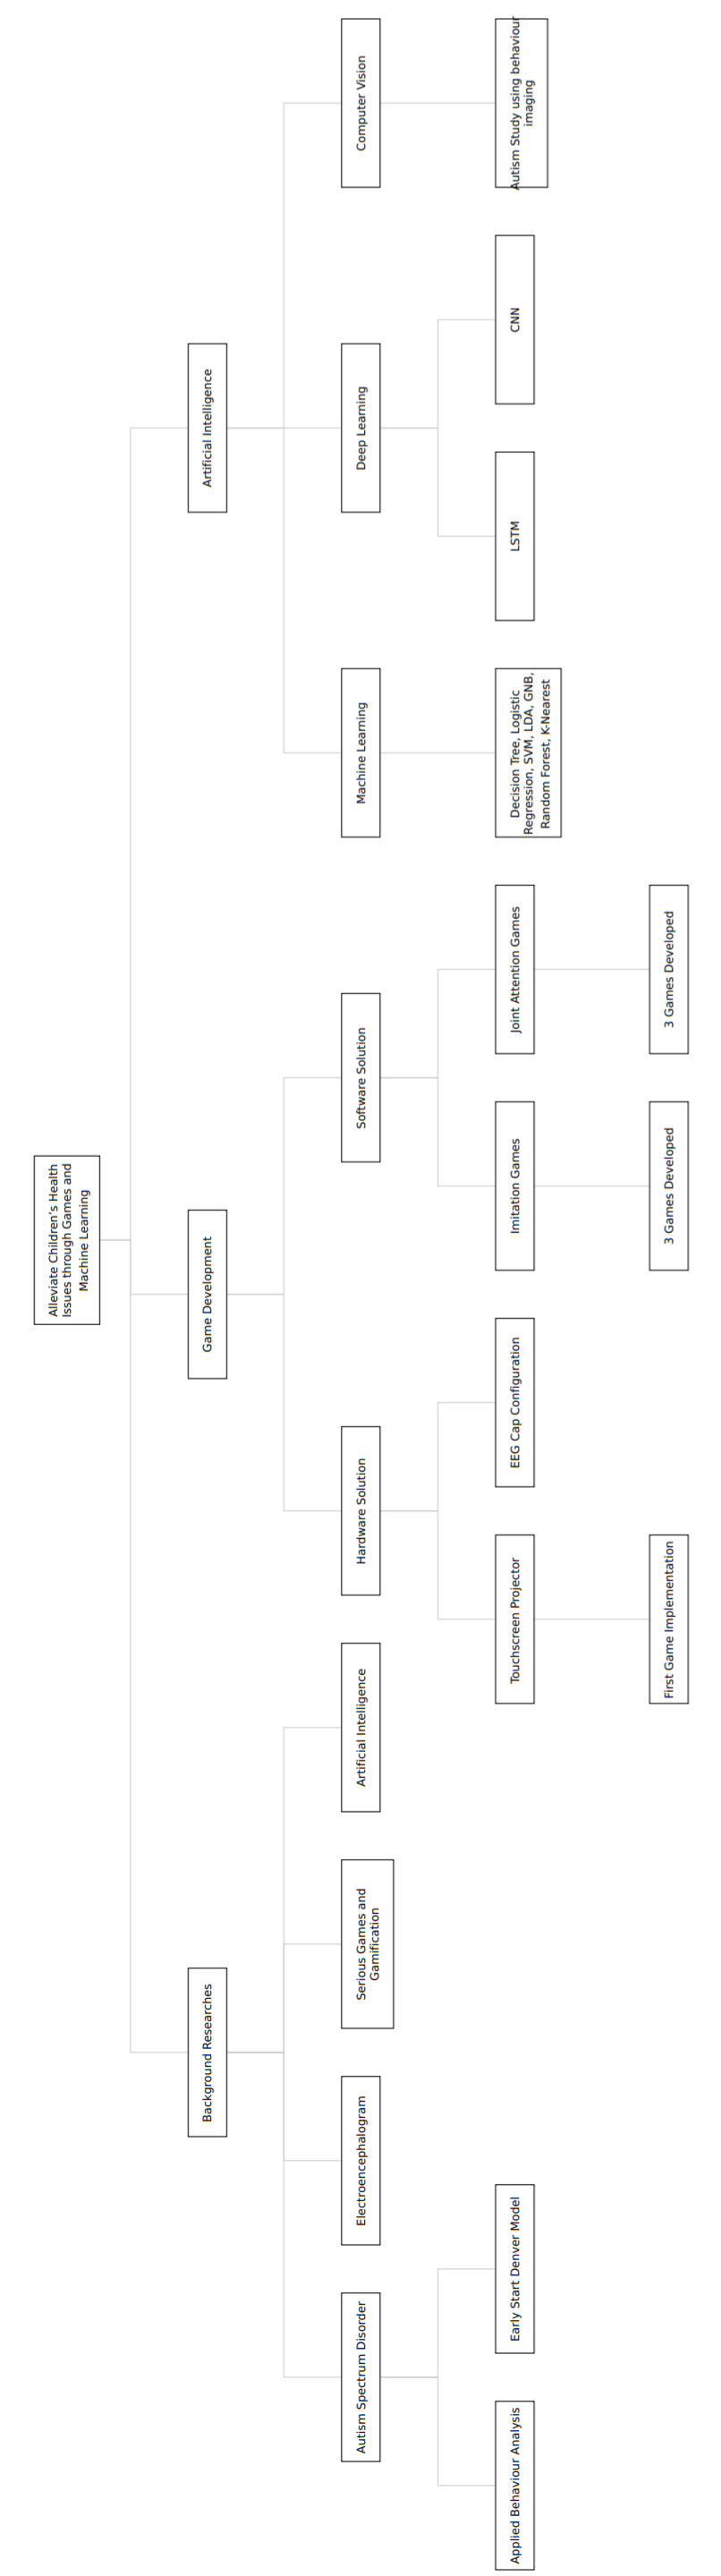 Alleviate Children's Health
Issues through Games and
Machine Learning
Background Researches
Game Development
Artificial Intelligence
Autism Spectrum Disorder
Electroencephalogram
Serious Games and
Gamification
Artificial Intelligence
Hardware Solution
Software Solution
Machine Learning
Deep Learning
Computer Vision
Applied Behaviour Analysis
Early Start Denver Model
Touchscreen Projector
EEG Cap Configuration
Imitation Games
Joint Attention Games
Decision Tree, Logistic
Regression, SVM, LDA, GNB,
Random Forest, K-Nearest
LSTM
CNN
Autism Study using behaviour
imaging
First Game Implementation
3 Games Developed
3 Games Developed